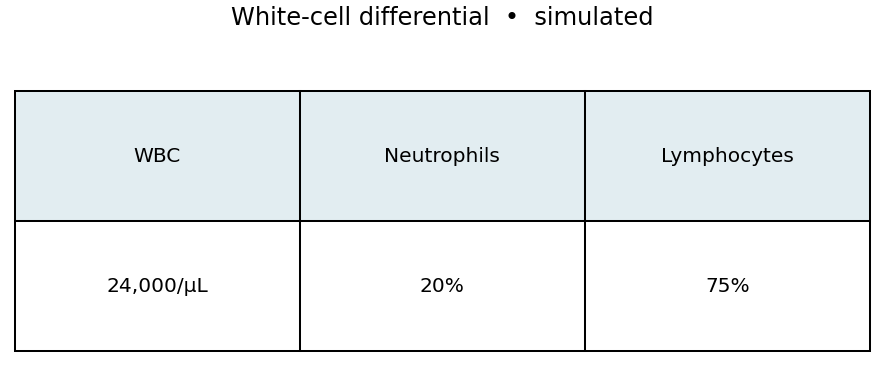 White-cell differential • simulated
WBC Neutrophils Lymphocytes
24,000/µL 20% 75%